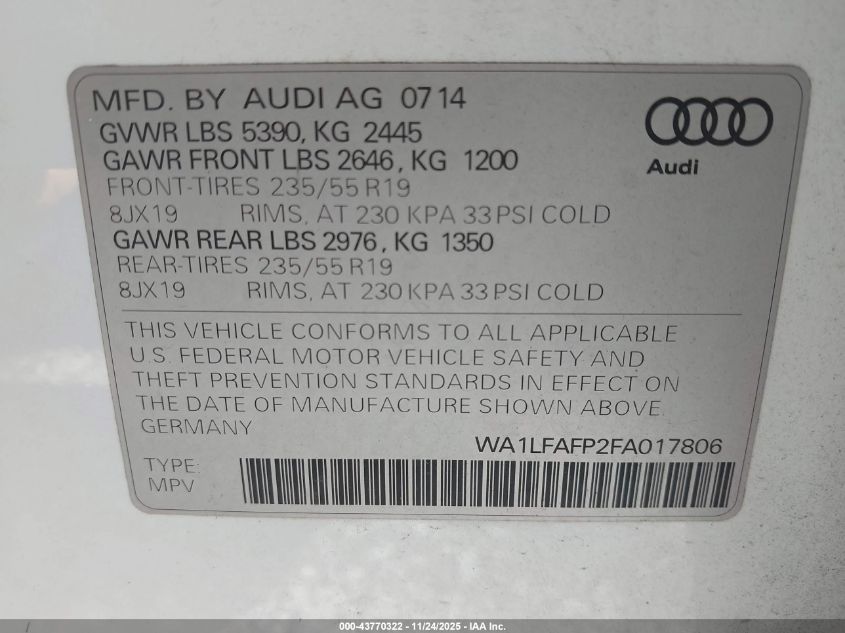 MFD. BY AUDI AG 07 14
GVWR LBS 5390, KG 2445
GAWR FRONT LBS 2646, KG 1200
FRONT-TIRES 235/55 R19
8JX19 RIMS, AT 230 KPA 33 PSI COLD
GAWR REAR LBS 2976, KG 1350
REAR-TIRES 235/55 R19
8JX19 RIMS, AT 230 KPA 33 PSI COLD
Audi
THIS VEHICLE CONFORMS TO ALL APPLICABLE
U.S. FEDERAL MOTOR VEHICLE SAFETY AND
THEFT PREVENTION STANDARDS IN EFFECT ON
THE DATE OF MANUFACTURE SHOWN ABOVE.
GERMANY
WA1LFAFP2FA017806
TYPE:
MPV
000-43770322 - 11/24/2025 - IAA Inc.